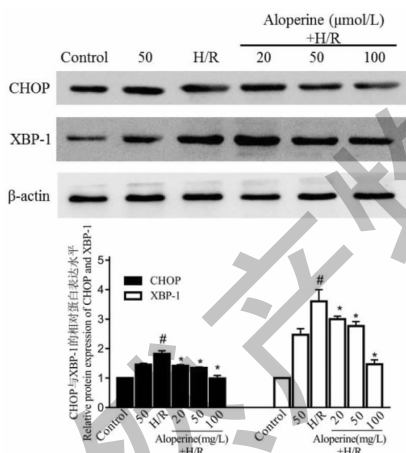 Aloperine (μmol/L)
+H/R
Control 50 H/R 20 50 100
CHOP
XBP-1
β-actin
CHOP与XBP-1的相对蛋白表达水平
Relative protein expression of CHOP and XBP-1
5
4
3
2
1
0
CHOP
XBP-1
# * * *
# * * *
Control 50 H/R 20 50 100 Control 50 H/R 20 50 100
Aloperine(mg/L) Aloperine(mg/L)
+H/R +H/R